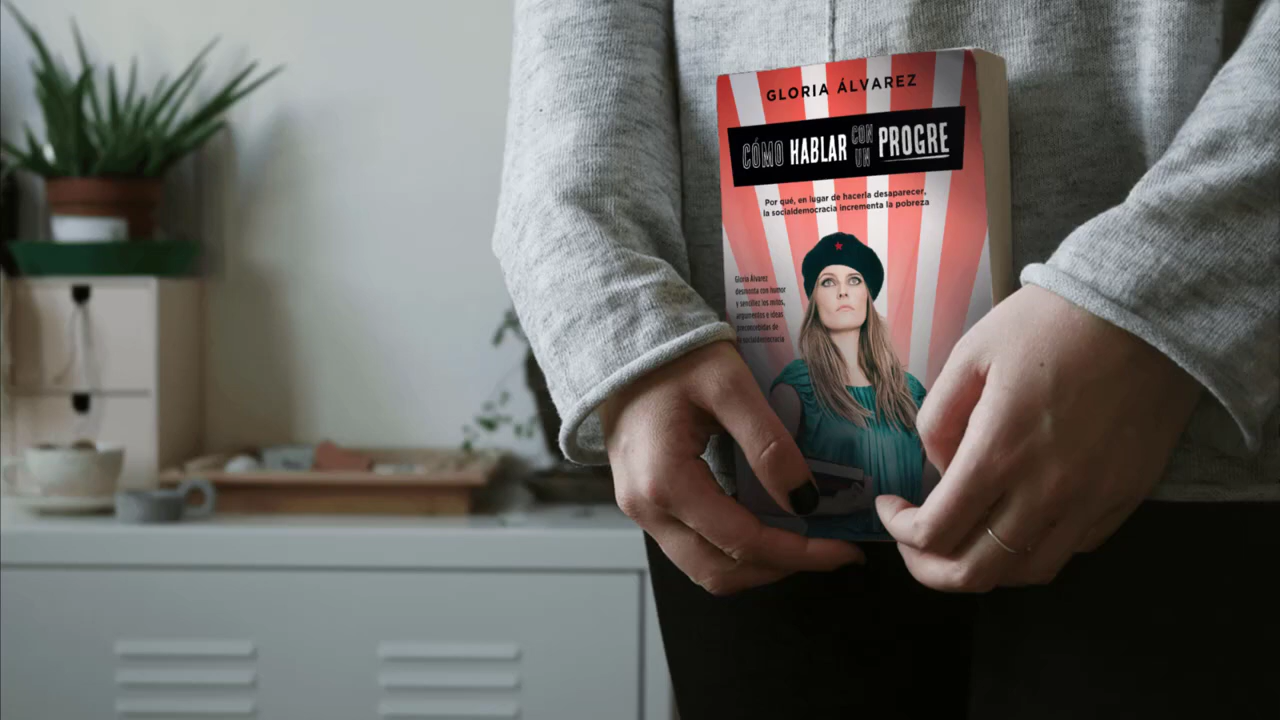 GLORIA ÁLVAREZ
CÓMO HABLAR CON UN PROGRE
Por qué, en lugar de hacerla desaparecer,
la socialdemocracia incrementa la pobreza
Gloria Álvarez
desmonta con humor
y sencillez los mitos,
argumentos e ideas
preconcebidas de
la socialdemocracia